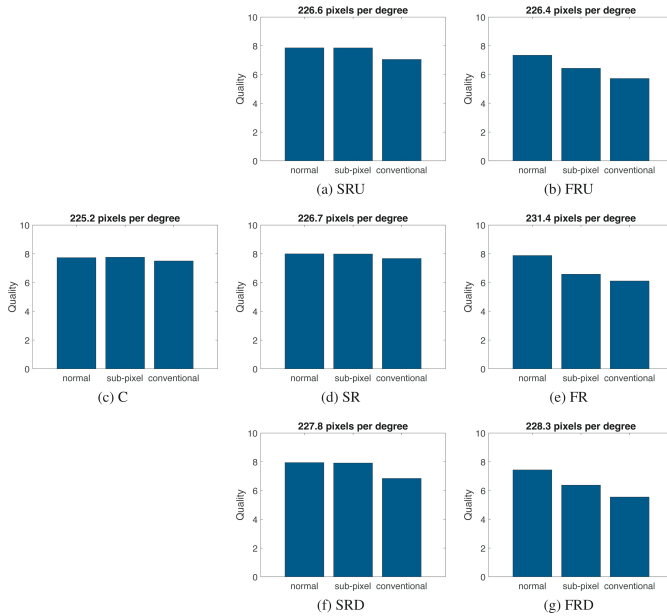 226.6 pixels per degree
10
8
6
4
2
0
Quality
normal sub-pixel conventional
(a) SRU
226.4 pixels per degree
10
8
6
4
2
0
Quality
normal sub-pixel conventional
(b) FRU
225.2 pixels per degree
10
8
6
4
2
0
Quality
normal sub-pixel conventional
(c) C
226.7 pixels per degree
10
8
6
4
2
0
Quality
normal sub-pixel conventional
(d) SR
231.4 pixels per degree
10
8
6
4
2
0
Quality
normal sub-pixel conventional
(e) FR
227.8 pixels per degree
10
8
6
4
2
0
Quality
normal sub-pixel conventional
(f) SRD
228.3 pixels per degree
10
8
6
4
2
0
Quality
normal sub-pixel conventional
(g) FRD